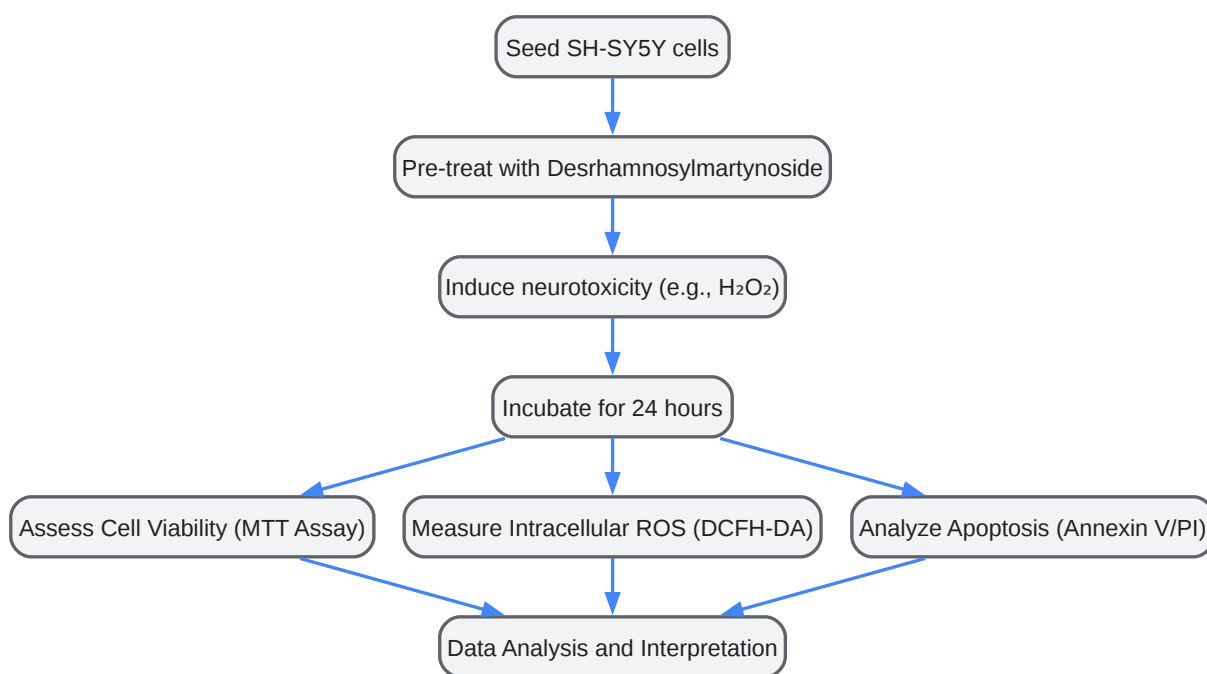 Seed SH-SY5Y cells
Pre-treat with Desrhamnosylmartynoside
Induce neurotoxicity (e.g., H₂O₂)
Incubate for 24 hours
Assess Cell Viability (MTT Assay)
Measure Intracellular ROS (DCFH-DA)
Analyze Apoptosis (Annexin V/PI)
Data Analysis and Interpretation